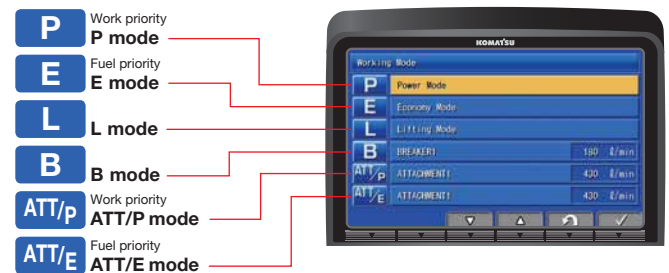 P Work priority
P mode
E Fuel priority
E mode
L
L mode
B
B mode
ATT/P Work priority
ATT/P mode
ATT/E Fuel priority
ATT/E mode
KOMATSU
Working Mode
P Power Mode
E Economy Mode
L Lifting Mode
B BREAKER1 180 ℓ/min
ATT/P ATTACHMENT1 430 ℓ/min
ATT/E ATTACHMENT1 430 ℓ/min